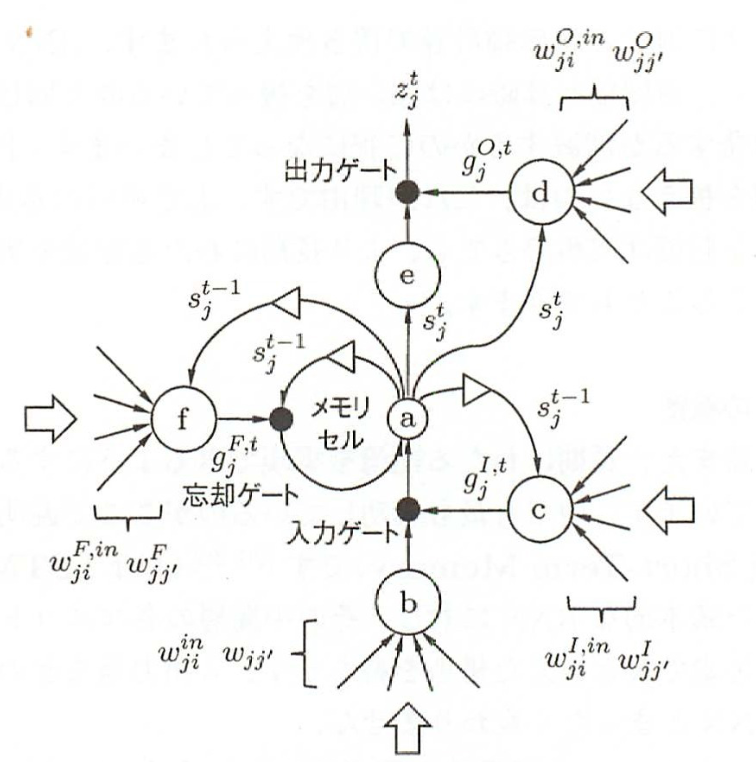 w_{ji}^{O,in} w_{jj'}^{O}
z_j^t
出力ゲート
g_j^{O,t}
d
e
s_j^{t-1}
s_j^t
s_j^t
s_j^{t-1}
s_j^{t-1}
f
メモリ
セル
a
g_j^{F,t}
忘却ゲート
g_j^{I,t}
入力ゲート
c
w_{ji}^{F,in} w_{jj'}^{F}
b
w_{ji}^{in} w_{jj'}
w_{ji}^{I,in} w_{jj'}^{I}